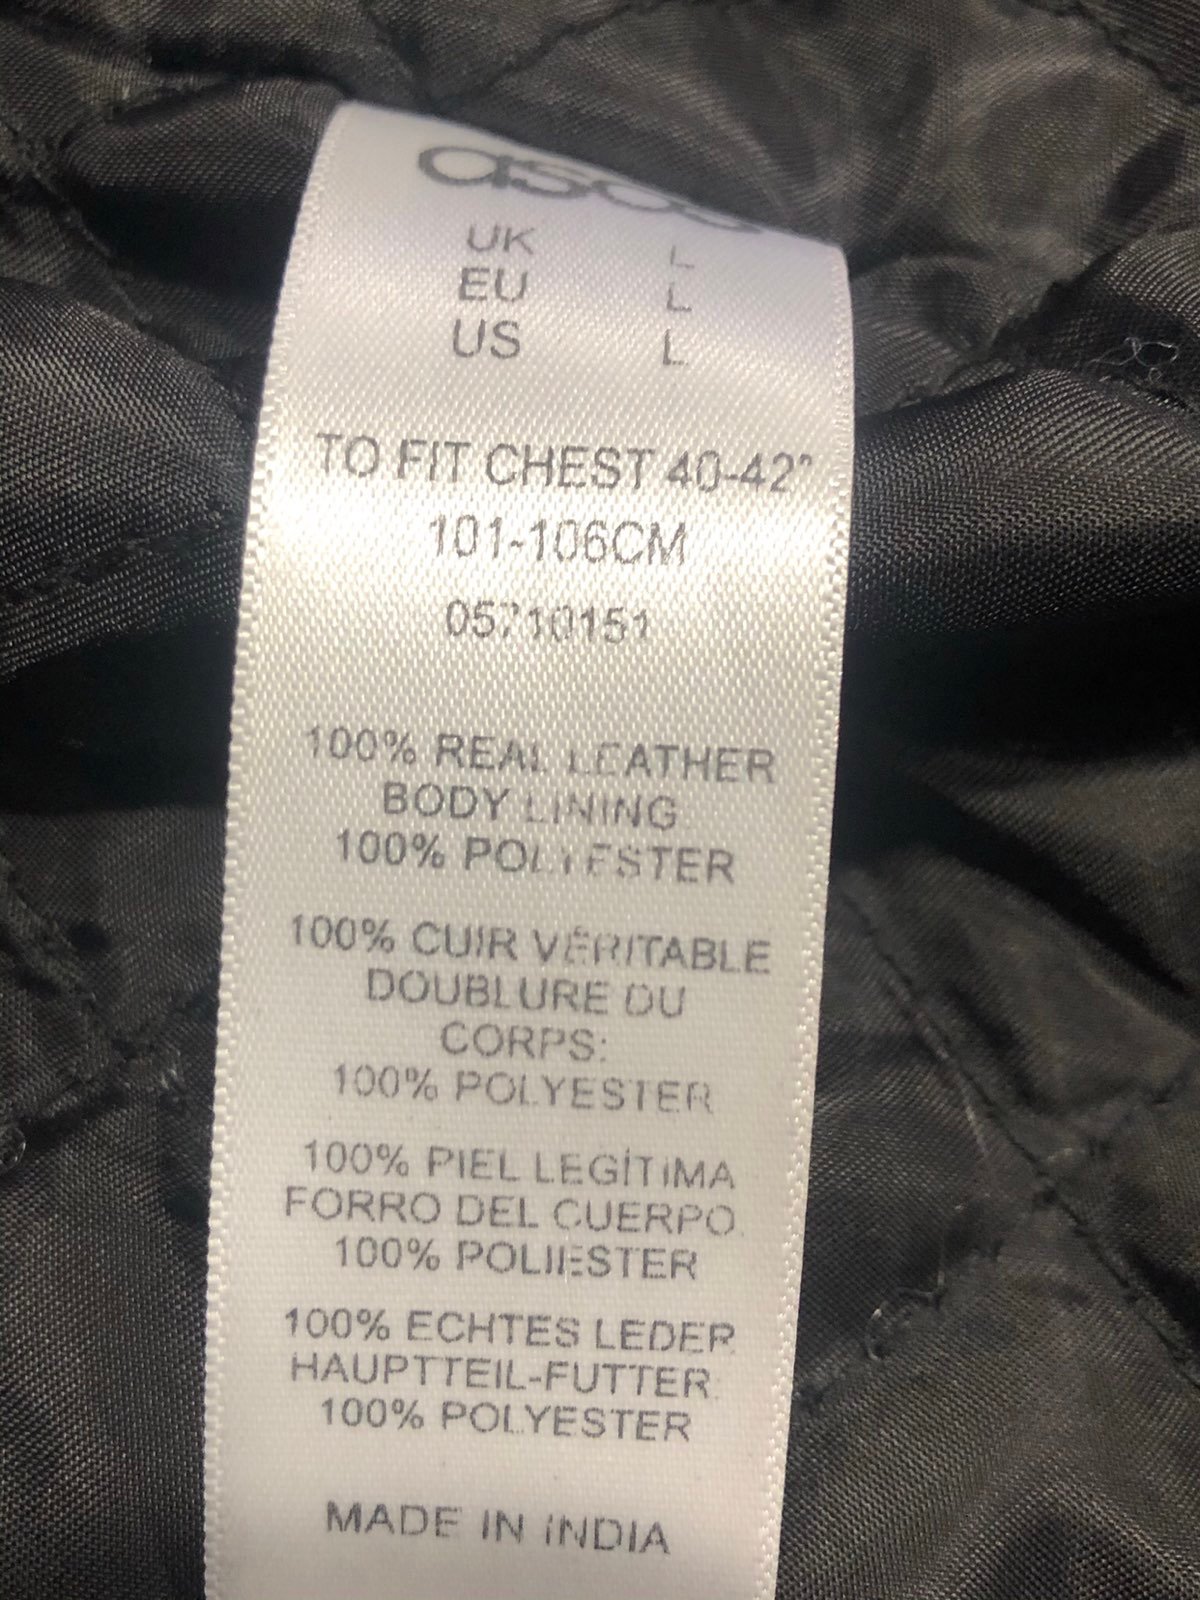 asos
UK L
EU L
US L
TO FIT CHEST 40-42"
101-106CM
05710151
100% REAL LEATHER
BODY LINING
100% POLYESTER
100% CUIR VÉRITABLE
DOUBLURE DU
CORPS:
100% POLYESTER
100% PIEL LEGÍTIMA
FORRO DEL CUERPO
100% POLIIESTER
100% ECHTES LEDER
HAUPTTEIL-FUTTER
100% POLYESTER
MADE IN INDIA